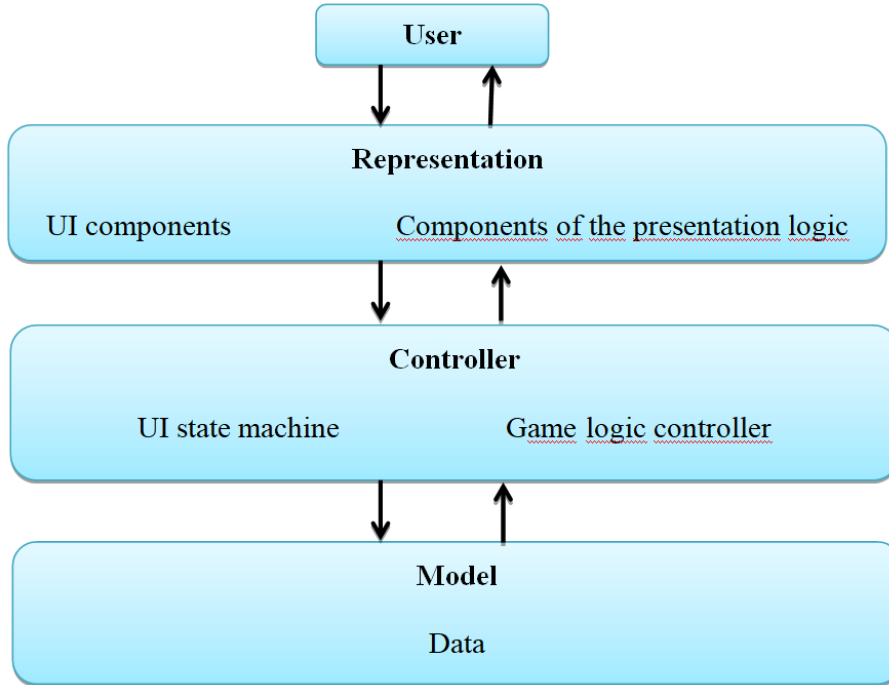 User
Representation
UI components Components of the presentation logic
Controller
UI state machine Game logic controller
Model
Data